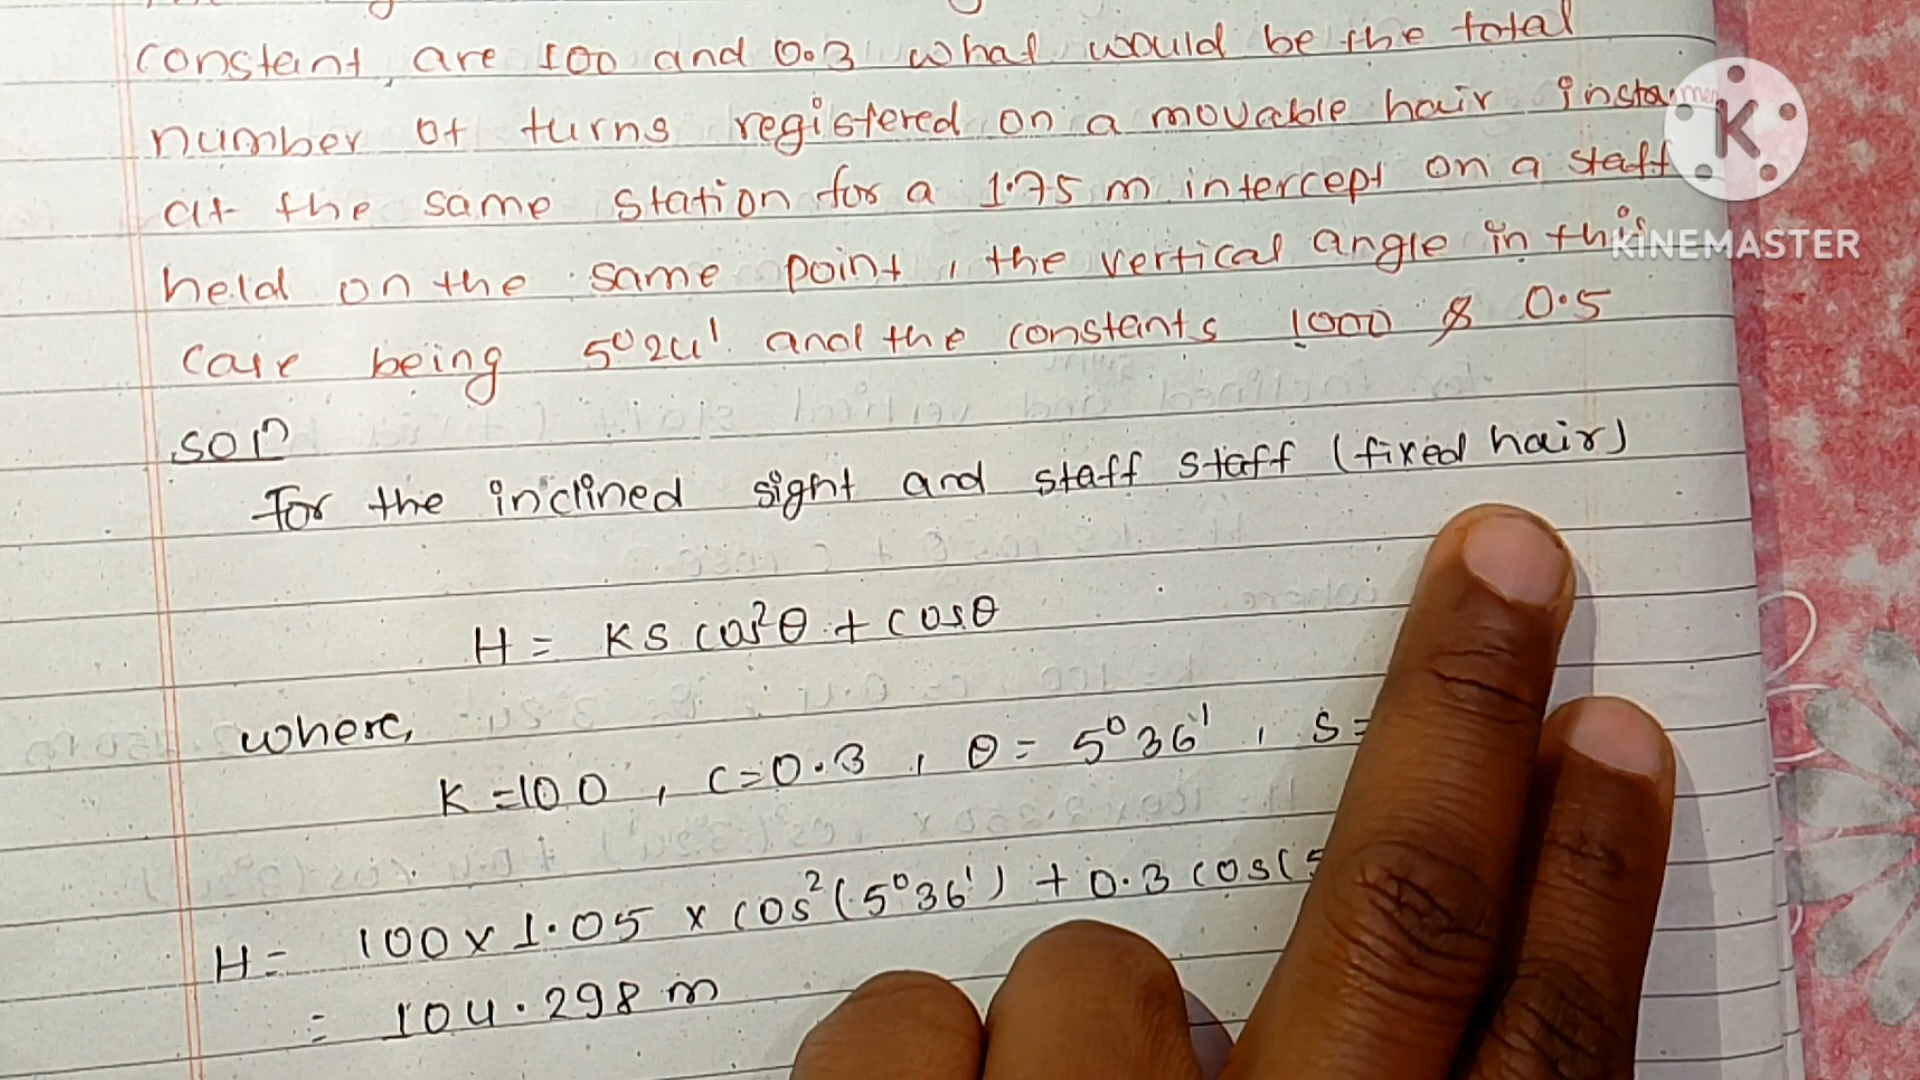 constant, are 100 and 0.3 what would be the total
number of turns registered on a movable hair
at the same station for a 1.75 m intercept on a staff
held on the same point, the vertical angle in this
KINEMASTER
case being 5°24' and the constants 1000 & 0.5
soln
For the inclined sight and staff staff (fixed hair)
H = KS cos²θ + cosθ
where,
K=100, C=0.3, θ= 5°36', S=
H= 100x1.05 x cos²(5°36') + 0.3 cos(5
= 104.298 m